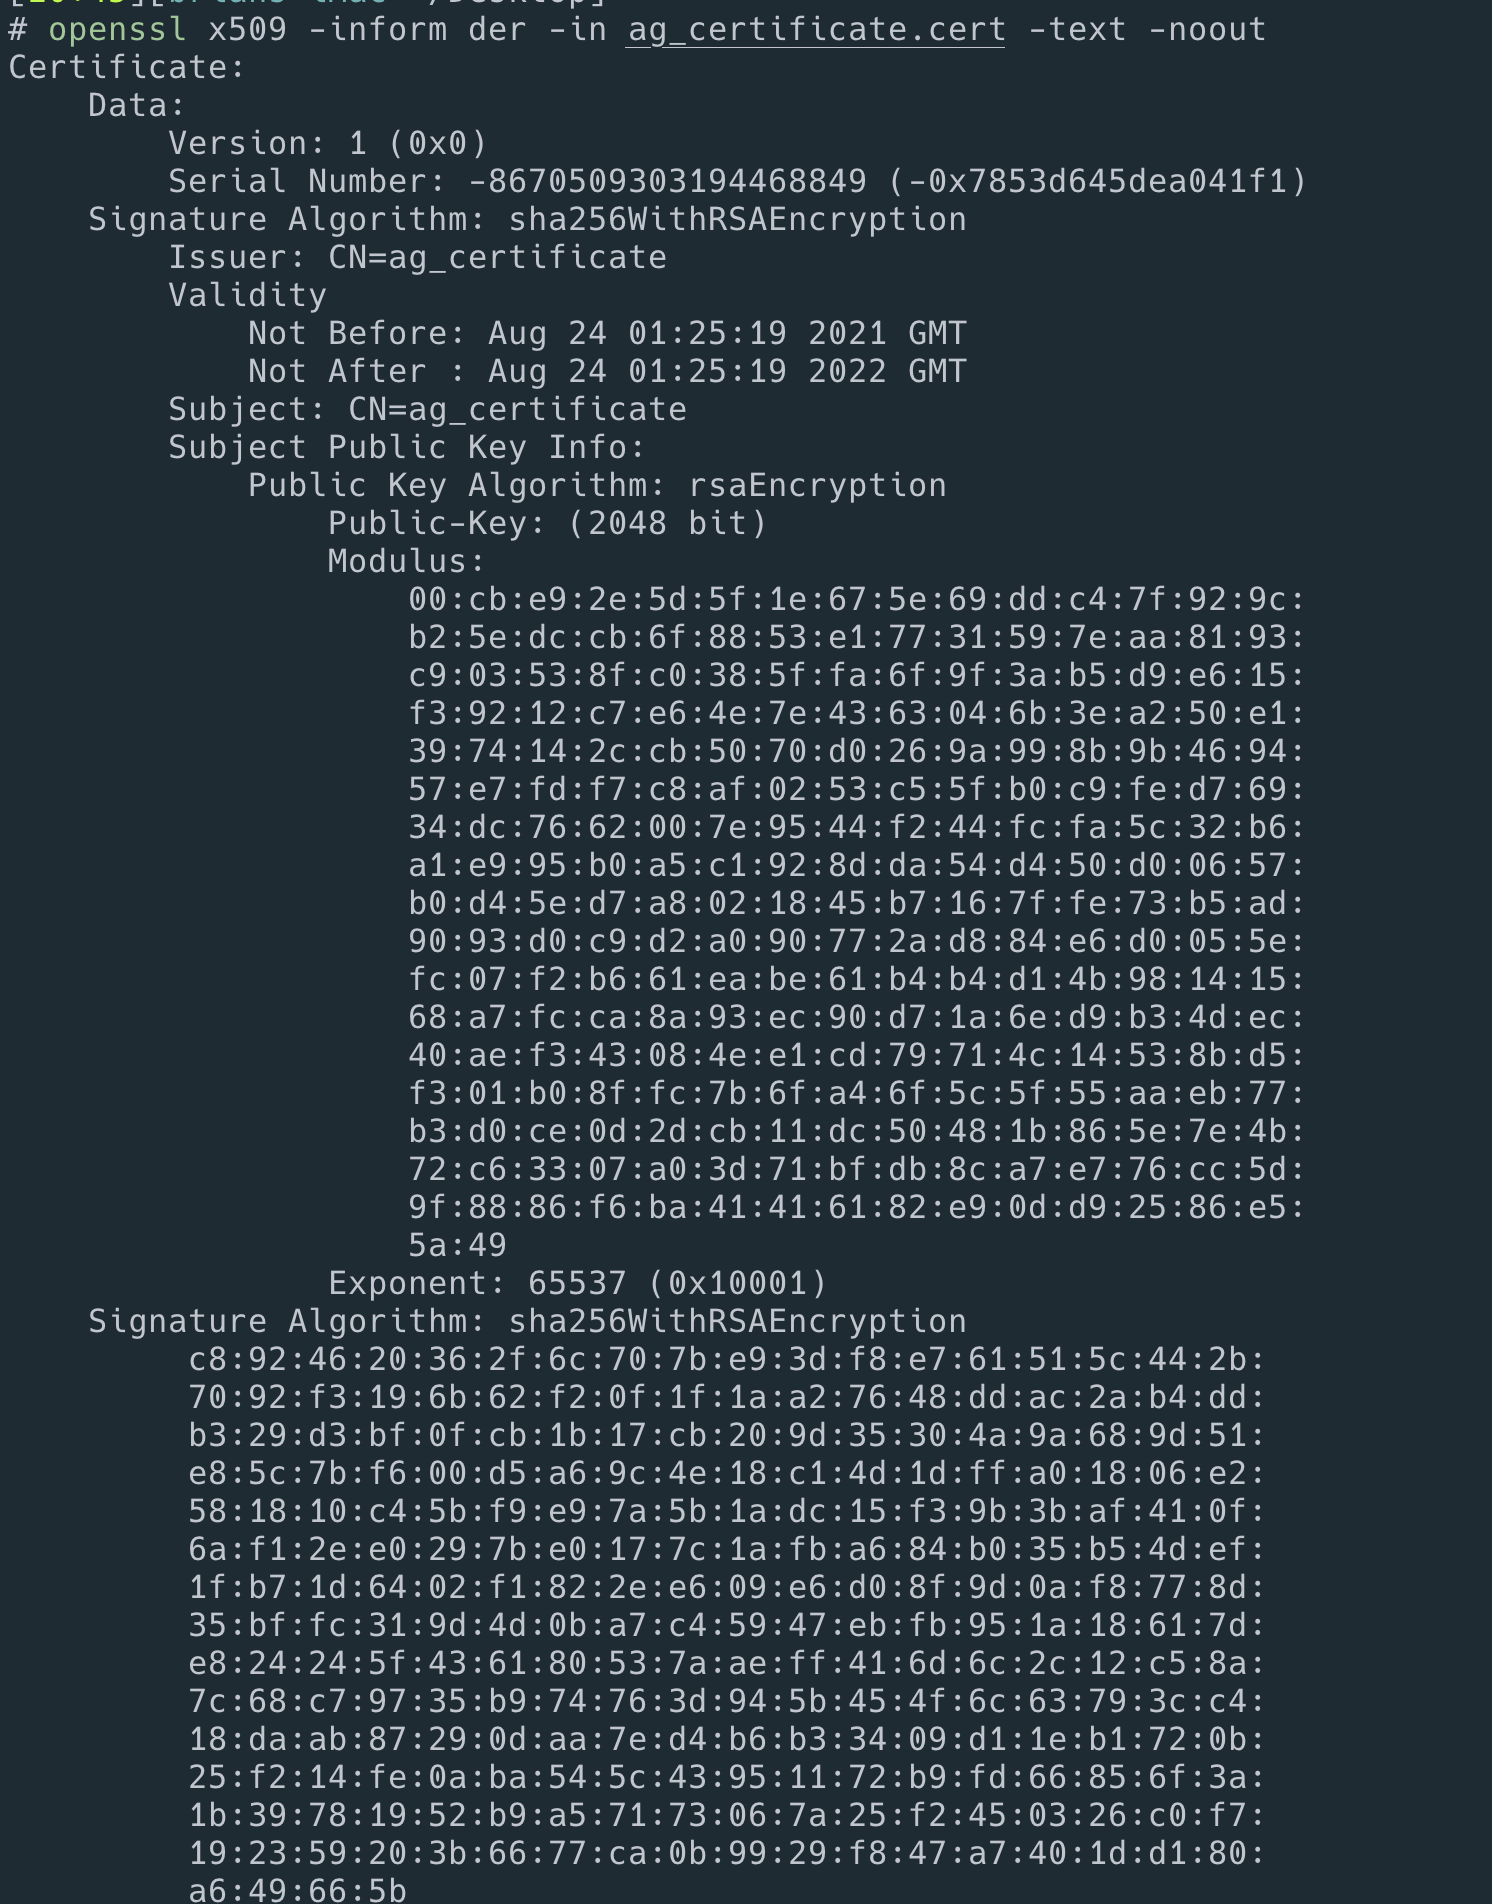 # openssl x509 -inform der -in ag_certificate.cert -text -noout
Certificate:
    Data:
        Version: 1 (0x0)
        Serial Number: -8670509303194468849 (-0x7853d645dea041f1)
    Signature Algorithm: sha256WithRSAEncryption
        Issuer: CN=ag_certificate
        Validity
            Not Before: Aug 24 01:25:19 2021 GMT
            Not After : Aug 24 01:25:19 2022 GMT
        Subject: CN=ag_certificate
        Subject Public Key Info:
            Public Key Algorithm: rsaEncryption
                Public-Key: (2048 bit)
                Modulus:
                    00:cb:e9:2e:5d:5f:1e:67:5e:69:dd:c4:7f:92:9c:
                    b2:5e:dc:cb:6f:88:53:e1:77:31:59:7e:aa:81:93:
                    c9:03:53:8f:c0:38:5f:fa:6f:9f:3a:b5:d9:e6:15:
                    f3:92:12:c7:e6:4e:7e:43:63:04:6b:3e:a2:50:e1:
                    39:74:14:2c:cb:50:70:d0:26:9a:99:8b:9b:46:94:
                    57:e7:fd:f7:c8:af:02:53:c5:5f:b0:c9:fe:d7:69:
                    34:dc:76:62:00:7e:95:44:f2:44:fc:fa:5c:32:b6:
                    a1:e9:95:b0:a5:c1:92:8d:da:54:d4:50:d0:06:57:
                    b0:d4:5e:d7:a8:02:18:45:b7:16:7f:fe:73:b5:ad:
                    90:93:d0:c9:d2:a0:90:77:2a:d8:84:e6:d0:05:5e:
                    fc:07:f2:b6:61:ea:be:61:b4:b4:d1:4b:98:14:15:
                    68:a7:fc:ca:8a:93:ec:90:d7:1a:6e:d9:b3:4d:ec:
                    40:ae:f3:43:08:4e:e1:cd:79:71:4c:14:53:8b:d5:
                    f3:01:b0:8f:fc:7b:6f:a4:6f:5c:5f:55:aa:eb:77:
                    b3:d0:ce:0d:2d:cb:11:dc:50:48:1b:86:5e:7e:4b:
                    72:c6:33:07:a0:3d:71:bf:db:8c:a7:e7:76:cc:5d:
                    9f:88:86:f6:ba:41:41:61:82:e9:0d:d9:25:86:e5:
                    5a:49
                Exponent: 65537 (0x10001)
    Signature Algorithm: sha256WithRSAEncryption
         c8:92:46:20:36:2f:6c:70:7b:e9:3d:f8:e7:61:51:5c:44:2b:
         70:92:f3:19:6b:62:f2:0f:1f:1a:a2:76:48:dd:ac:2a:b4:dd:
         b3:29:d3:bf:0f:cb:1b:17:cb:20:9d:35:30:4a:9a:68:9d:51:
         e8:5c:7b:f6:00:d5:a6:9c:4e:18:c1:4d:1d:ff:a0:18:06:e2:
         58:18:10:c4:5b:f9:e9:7a:5b:1a:dc:15:f3:9b:3b:af:41:0f:
         6a:f1:2e:e0:29:7b:e0:17:7c:1a:fb:a6:84:b0:35:b5:4d:ef:
         1f:b7:1d:64:02:f1:82:2e:e6:09:e6:d0:8f:9d:0a:f8:77:8d:
         35:bf:fc:31:9d:4d:0b:a7:c4:59:47:eb:fb:95:1a:18:61:7d:
         e8:24:24:5f:43:61:80:53:7a:ae:ff:41:6d:6c:2c:12:c5:8a:
         7c:68:c7:97:35:b9:74:76:3d:94:5b:45:4f:6c:63:79:3c:c4:
         18:da:ab:87:29:0d:aa:7e:d4:b6:b3:34:09:d1:1e:b1:72:0b:
         25:f2:14:fe:0a:ba:54:5c:43:95:11:72:b9:fd:66:85:6f:3a:
         1b:39:78:19:52:b9:a5:71:73:06:7a:25:f2:45:03:26:c0:f7:
         19:23:59:20:3b:66:77:ca:0b:99:29:f8:47:a7:40:1d:d1:80:
         a6:49:66:5b